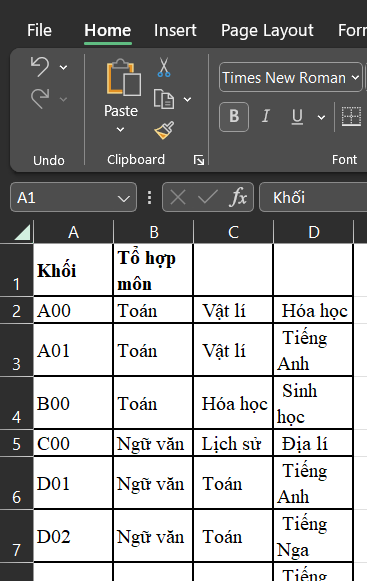 File Home Insert Page Layout For
Paste
Times New Roman
B I U
Undo Clipboard Font
A1 fx Khối
A B C D
1 Khối Tổ hợp
môn
2 A00 Toán Vật lí Hóa học
3 A01 Toán Vật lí Tiếng
Anh
4 B00 Toán Hóa học Sinh
học
5 C00 Ngữ văn Lịch sử Địa lí
6 D01 Ngữ văn Toán Tiếng
Anh
7 D02 Ngữ văn Toán Tiếng
Nga
Tiếng